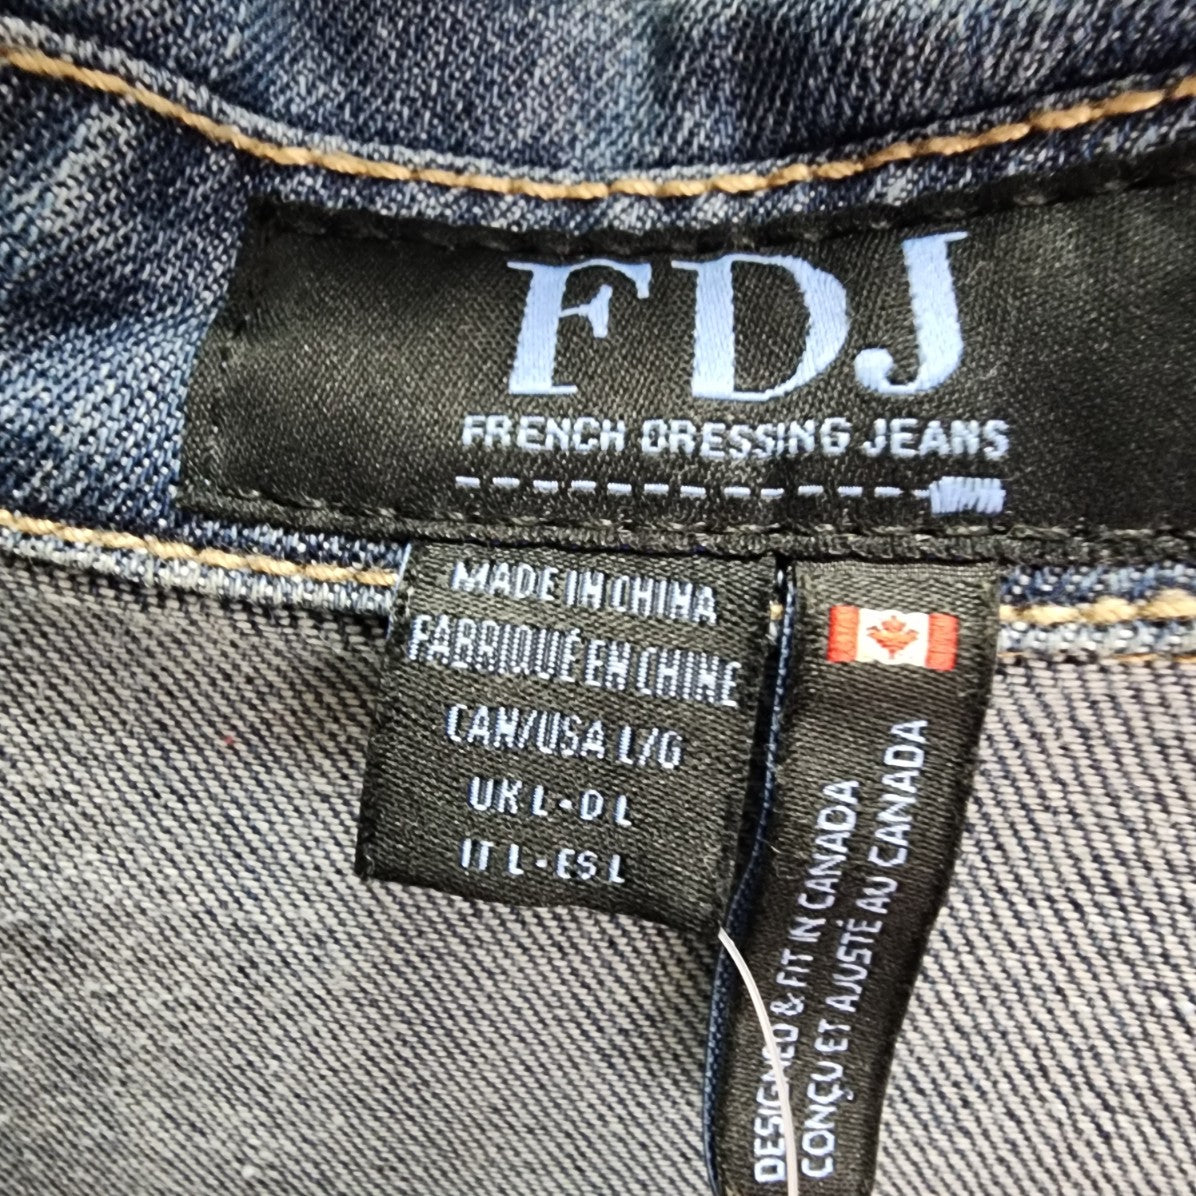 FDJ
FRENCH DRESSING JEANS
MADE IN CHINA
FABRIQUÉ EN CHINE
CAN/USA L/G
UK L - D L
IT L - ES L
DESIGNED & FIT IN CANADA
CONÇU ET AJUSTÉ AU CANADA